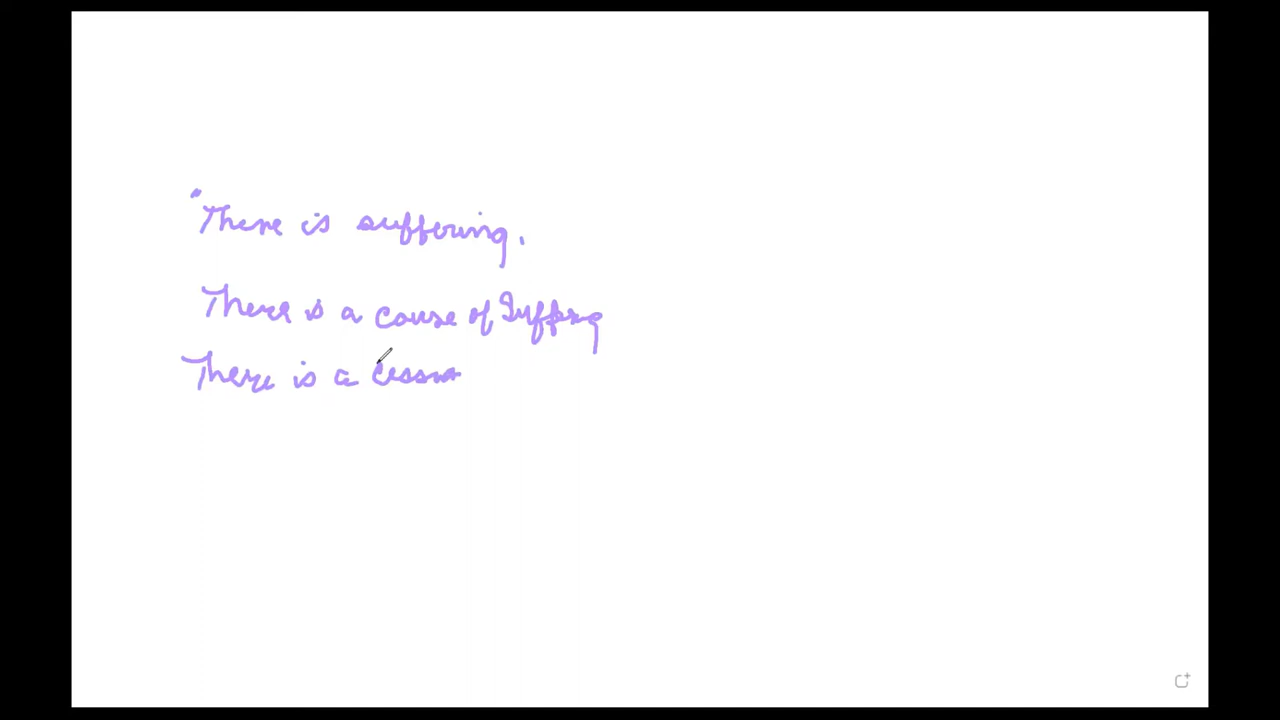 "There is suffering.
There is a cause of Suffering
There is a